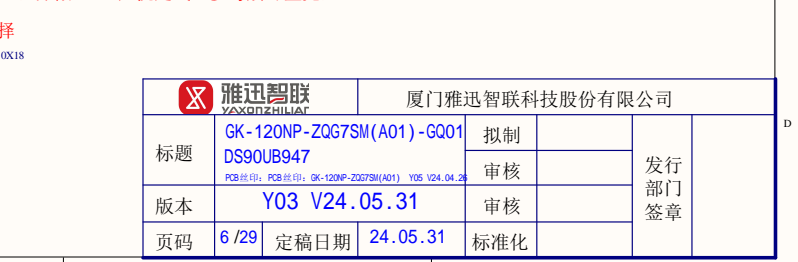 择
0X18
雅迅智联
YAXONZHILIAN
厦门雅迅智联科技股份有限公司
标题
GK-120NP-ZQG7SM(A01)-GQ01
DS90UB947
PCB丝印: PCB丝印: GK-120NP-ZQG7SM(A01) Y05 V24.04.26
拟制
审核
发行
部门
签章
版本
Y03 V24.05.31
审核
页码
6 /29
定稿日期
24.05.31
标准化
D